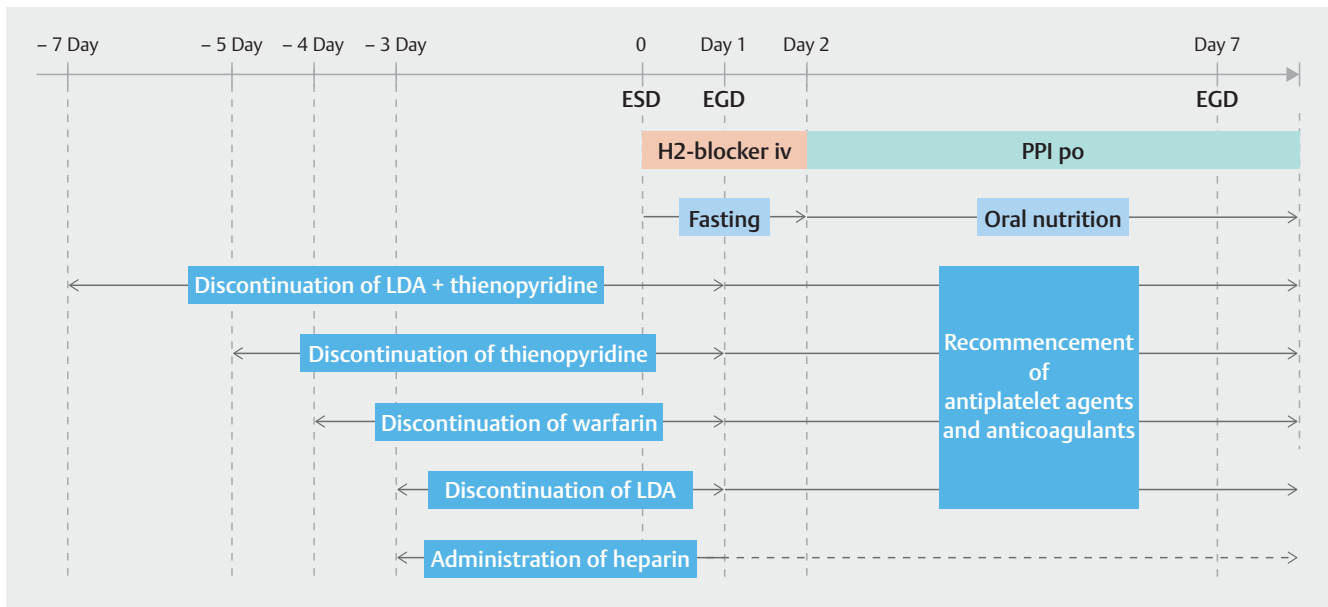 – 7 Day – 5 Day – 4 Day – 3 Day 0 Day 1 Day 2 Day 7
ESD EGD EGD
H2-blocker iv PPI po
Fasting Oral nutrition
Discontinuation of LDA + thienopyridine
Discontinuation of thienopyridine
Discontinuation of warfarin
Discontinuation of LDA
Administration of heparin
Recommencement
of
antiplatelet agents
and anticoagulants